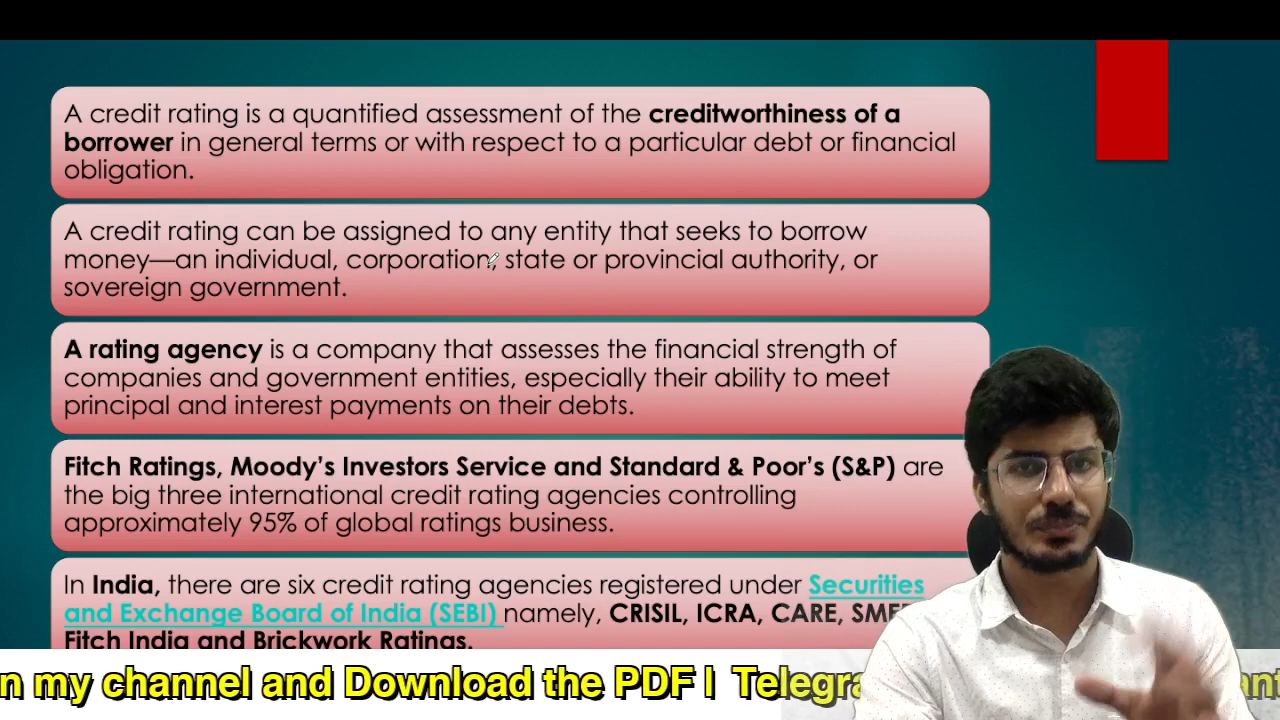 A credit rating is a quantified assessment of the creditworthiness of a
borrower in general terms or with respect to a particular debt or financial
obligation.
A credit rating can be assigned to any entity that seeks to borrow
money—an individual, corporation, state or provincial authority, or
sovereign government.
A rating agency is a company that assesses the financial strength of
companies and government entities, especially their ability to meet
principal and interest payments on their debts.
Fitch Ratings, Moody’s Investors Service and Standard & Poor’s (S&P) are
the big three international credit rating agencies controlling
approximately 95% of global ratings business.
In India, there are six credit rating agencies registered under Securities
and Exchange Board of India (SEBI) namely, CRISIL, ICRA, CARE,
Fitch India and Brickwork Ratings.
my channel and Download the PDF |